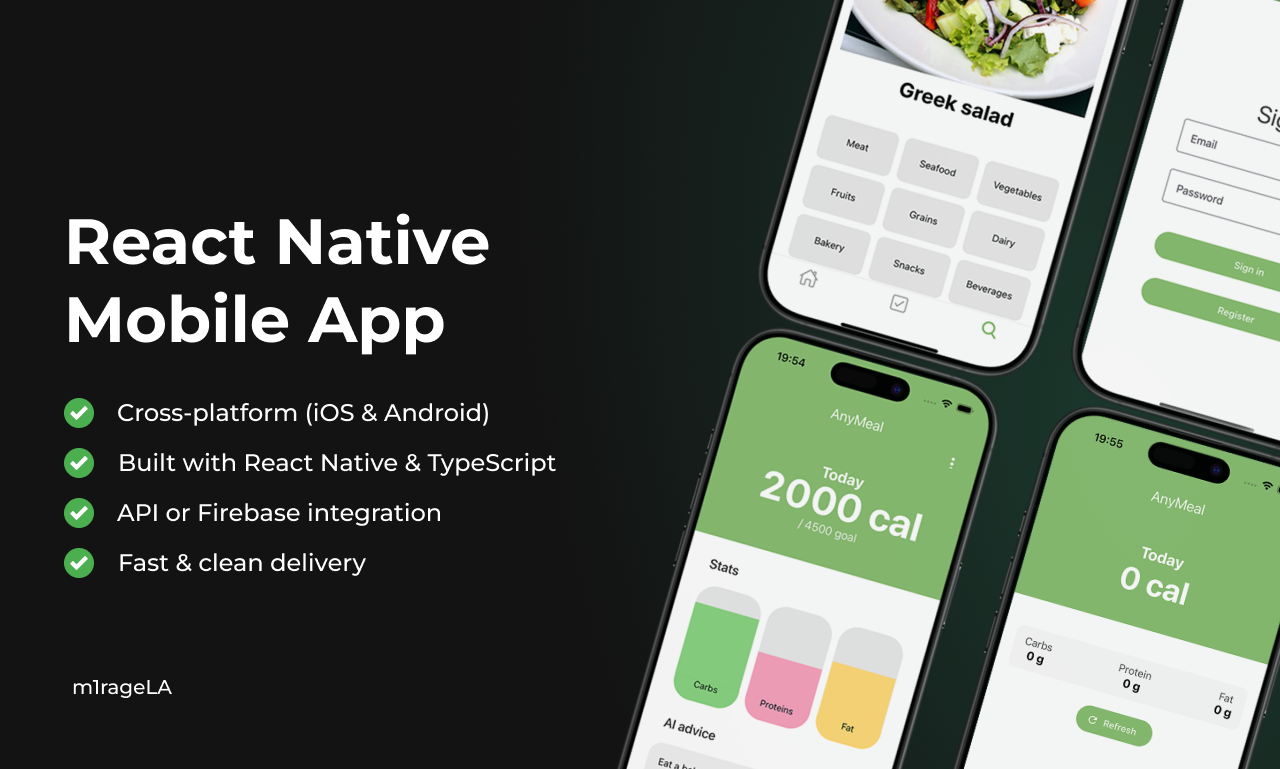 React Native
Mobile App
Cross-platform (iOS & Android)
Built with React Native & TypeScript
API or Firebase integration
Fast & clean delivery
m1rageLA
Greek salad
Meat
Seafood
Vegetables
Fruits
Grains
Dairy
Bakery
Snacks
Beverages
Email
Password
Sign in
Register
19:54
AnyMeal
Today
2000 cal
/ 4500 goal
Stats
Carbs
Proteins
Fat
AI advice
Eat a
19:55
AnyMeal
Today
0 cal
Carbs
0 g
Protein
0 g
Fat
0 g
Refresh